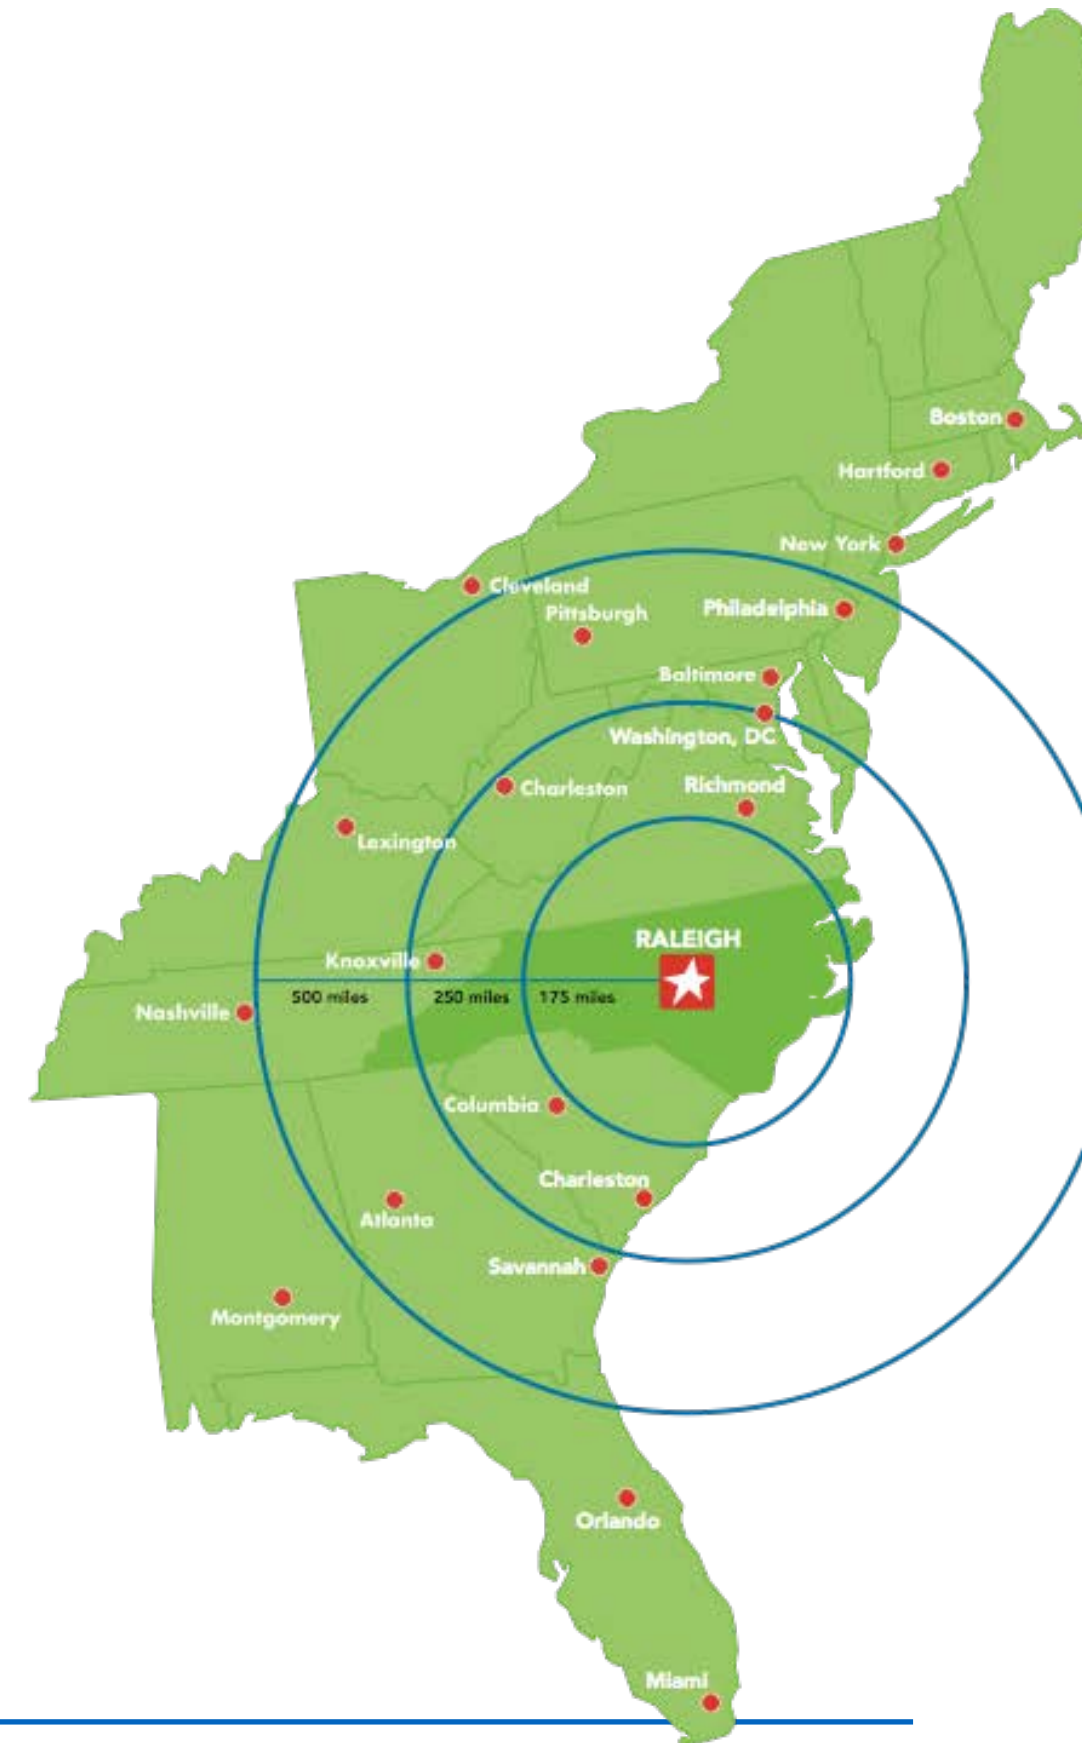 Boston
Hartford
New York
Cleveland
Pittsburgh
Philadelphia
Baltimore
Washington, DC
Richmond
Charleston
Lexington
RALEIGH
Knoxville
500 miles
250 miles
175 miles
Nashville
Columbia
Charleston
Atlanta
Savannah
Montgomery
Orlando
Miami